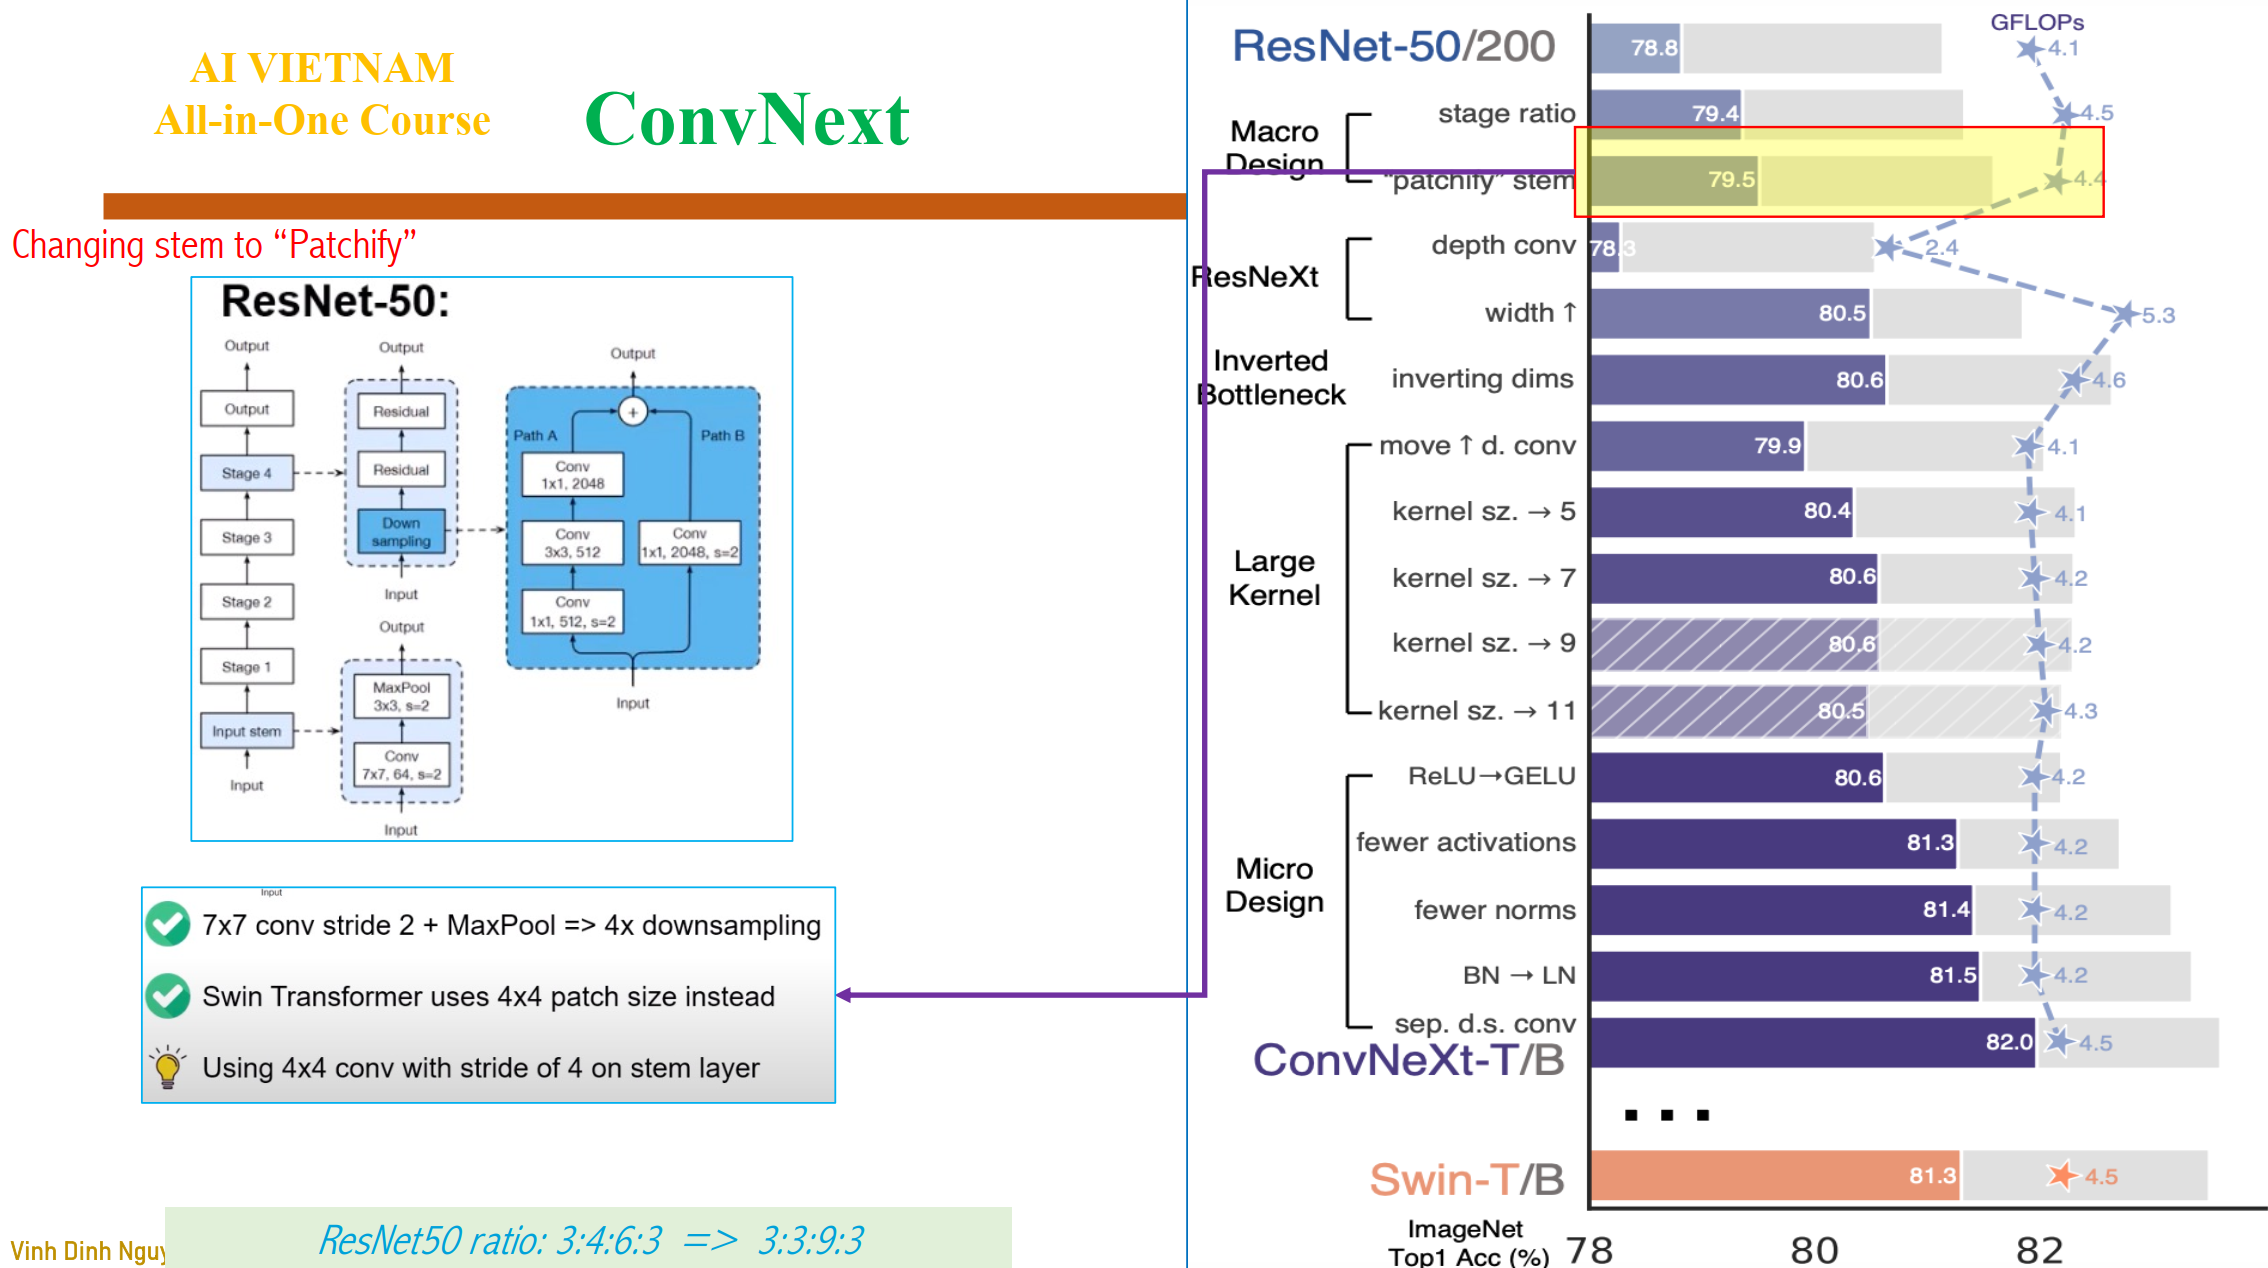 AI VIETNAM
All-in-One Course
ConvNext
Changing stem to “Patchify”
ResNet-50:
Output
Output
Stage 4
Stage 3
Stage 2
Stage 1
Input stem
Input
Output
Residual
Residual
Down
sampling
Input
Output
MaxPool
3x3, s=2
Conv
7x7, 64, s=2
Input
Output
Path A
Path B
Conv
1x1, 2048
Conv
3x3, 512
Conv
1x1, 2048, s=2
Conv
1x1, 512, s=2
Input
Input
7x7 conv stride 2 + MaxPool => 4x downsampling
Swin Transformer uses 4x4 patch size instead
Using 4x4 conv with stride of 4 on stem layer
ResNet50 ratio: 3:4:6:3 => 3:3:9:3
Vinh Dinh Nguy
GFLOPs
ResNet-50/200 78.8 4.1
Macro
Design
stage ratio 79.4 4.5
“patchify” stem 79.5 4.4
ResNeXt
depth conv 78.3 2.4
width ↑ 80.5 5.3
Inverted
Bottleneck
inverting dims 80.6 4.6
Large
Kernel
move ↑ d. conv 79.9 4.1
kernel sz. → 5 80.4 4.1
kernel sz. → 7 80.6 4.2
kernel sz. → 9 80.6 4.2
kernel sz. → 11 80.5 4.3
Micro
Design
ReLU→GELU 80.6 4.2
fewer activations 81.3 4.2
fewer norms 81.4 4.2
BN → LN 81.5 4.2
sep. d.s. conv
ConvNeXt-T/B 82.0 4.5
...
Swin-T/B 81.3 4.5
ImageNet
Top1 Acc (%) 78 80 82